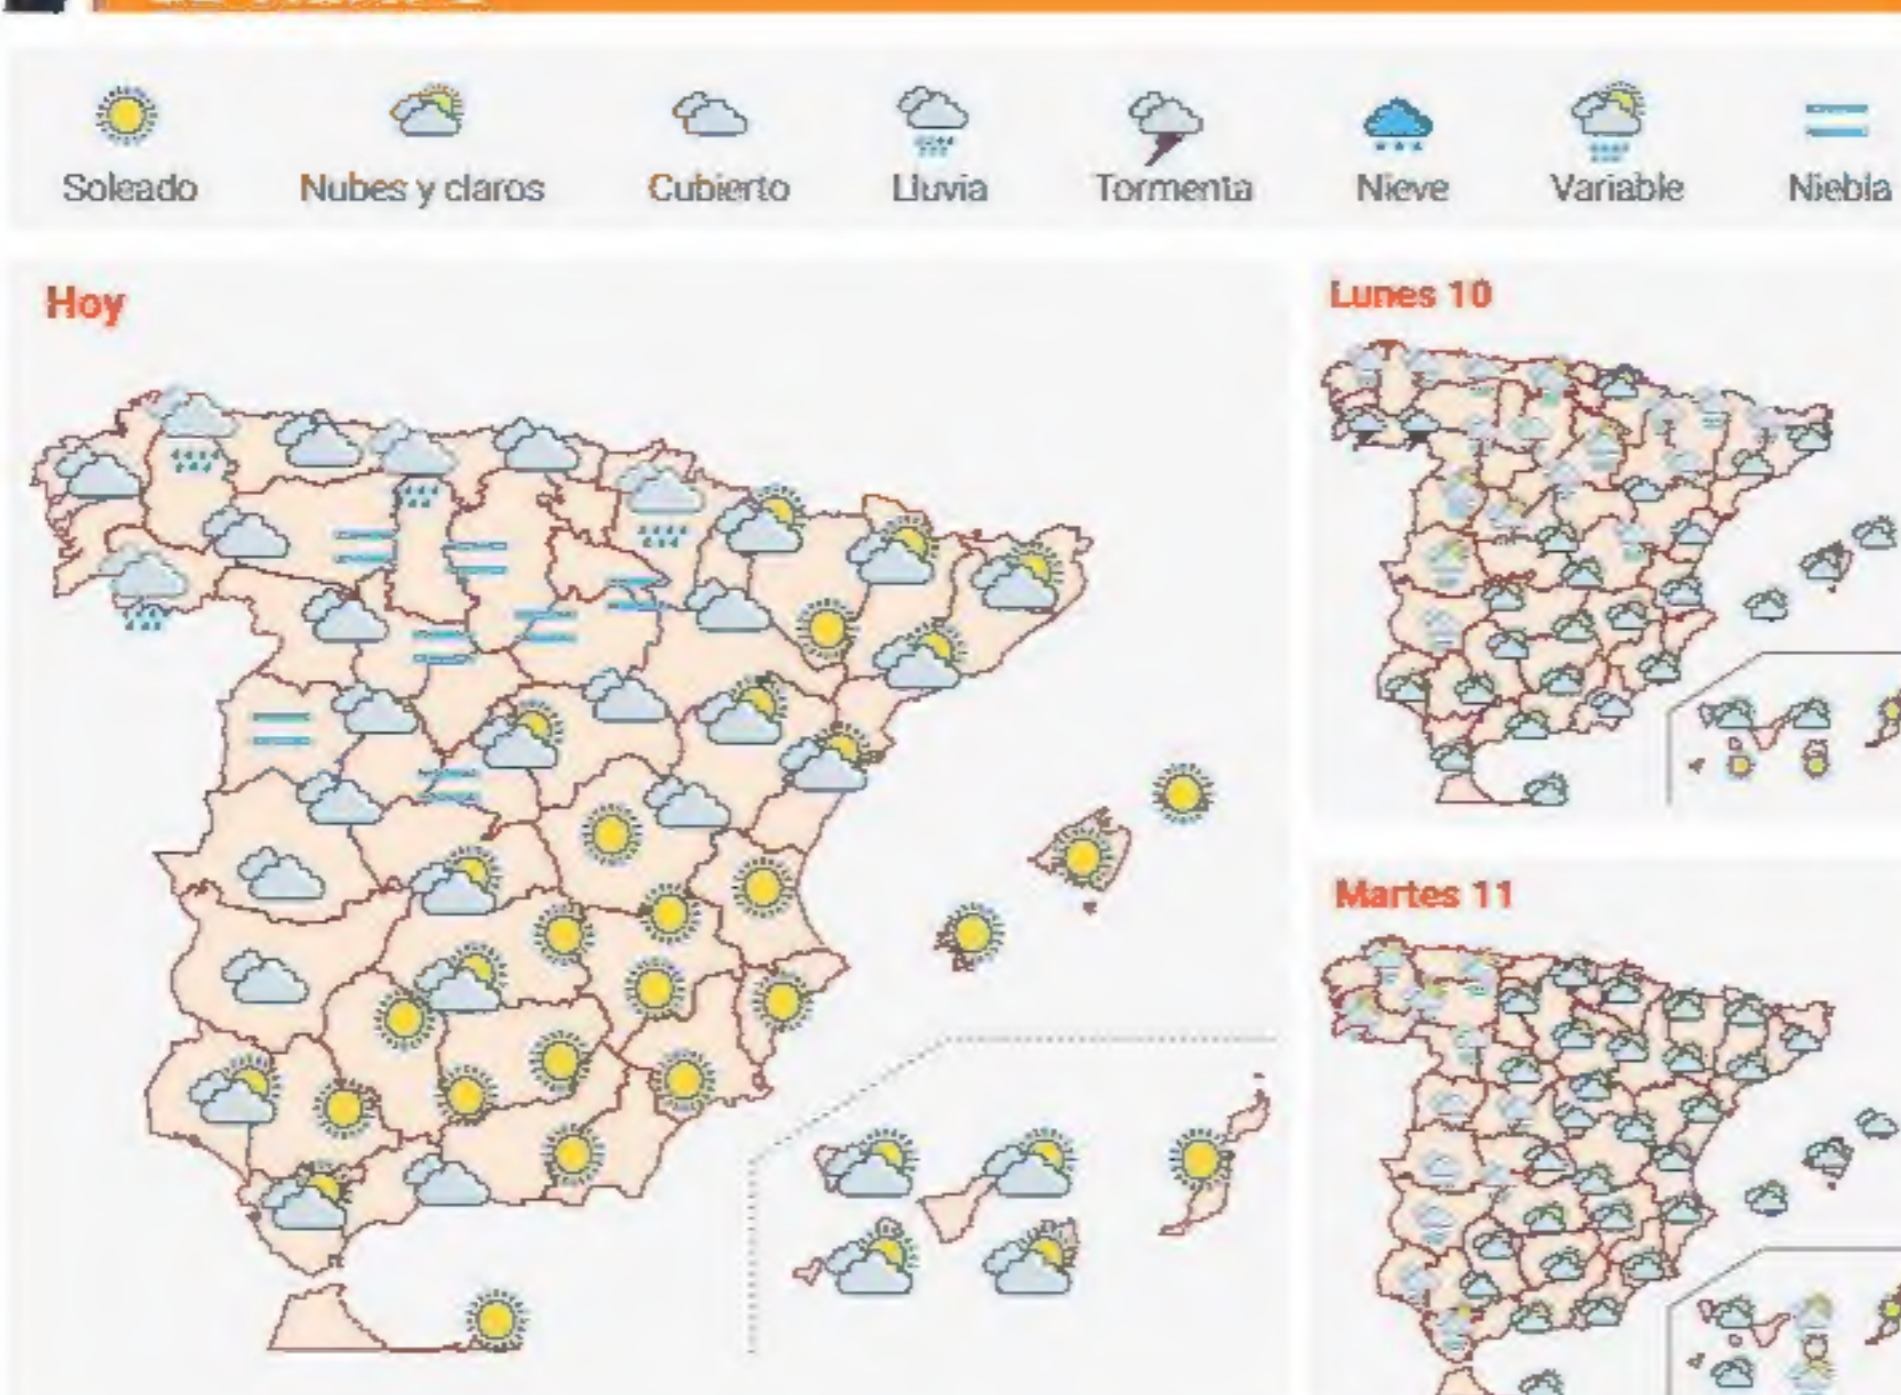 Soleado
Nubes y claros
Cubierto
Lluvia
Tormenta
Nieve
Variable
Niebla
Hoy
Lunes 10
Martes 11